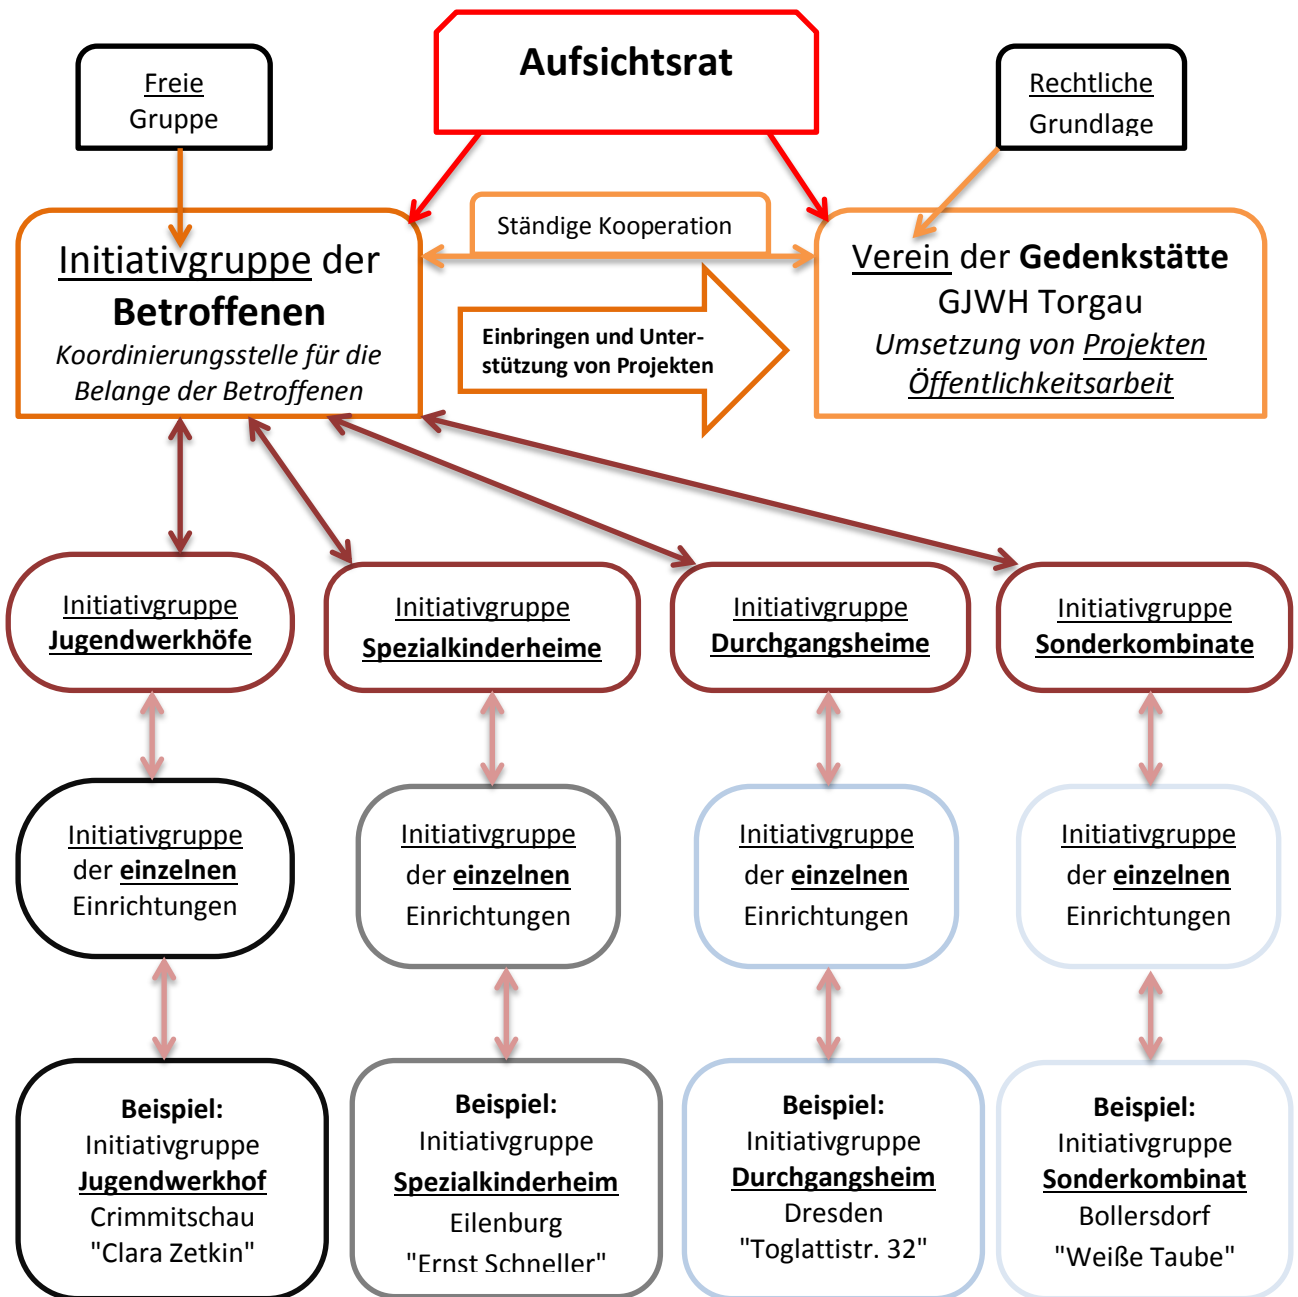 Aufsichtsrat
Freie
Gruppe
Rechtliche
Grundlage
Ständige Kooperation
Initiativgruppe der
Betroffenen
Koordinierungsstelle für die
Belange der Betroffenen
Einbringen und Unter-
stützung von Projekten
Verein der Gedenkstätte
GJWH Torgau
Umsetzung von Projekten
Öffentlichkeitsarbeit
Initiativgruppe
Jugendwerkhöfe
Initiativgruppe
Spezialkinderheime
Initiativgruppe
Durchgangsheime
Initiativgruppe
Sonderkombinate
Initiativgruppe
der einzelnen
Einrichtungen
Initiativgruppe
der einzelnen
Einrichtungen
Initiativgruppe
der einzelnen
Einrichtungen
Initiativgruppe
der einzelnen
Einrichtungen
Beispiel:
Initiativgruppe
Jugendwerkhof
Crimmitschau
"Clara Zetkin"
Beispiel:
Initiativgruppe
Spezialkinderheim
Eilenburg
"Ernst Schneller"
Beispiel:
Initiativgruppe
Durchgangsheim
Dresden
"Toglattistr. 32"
Beispiel:
Initiativgruppe
Sonderkombinat
Bollersdorf
"Weiße Taube"